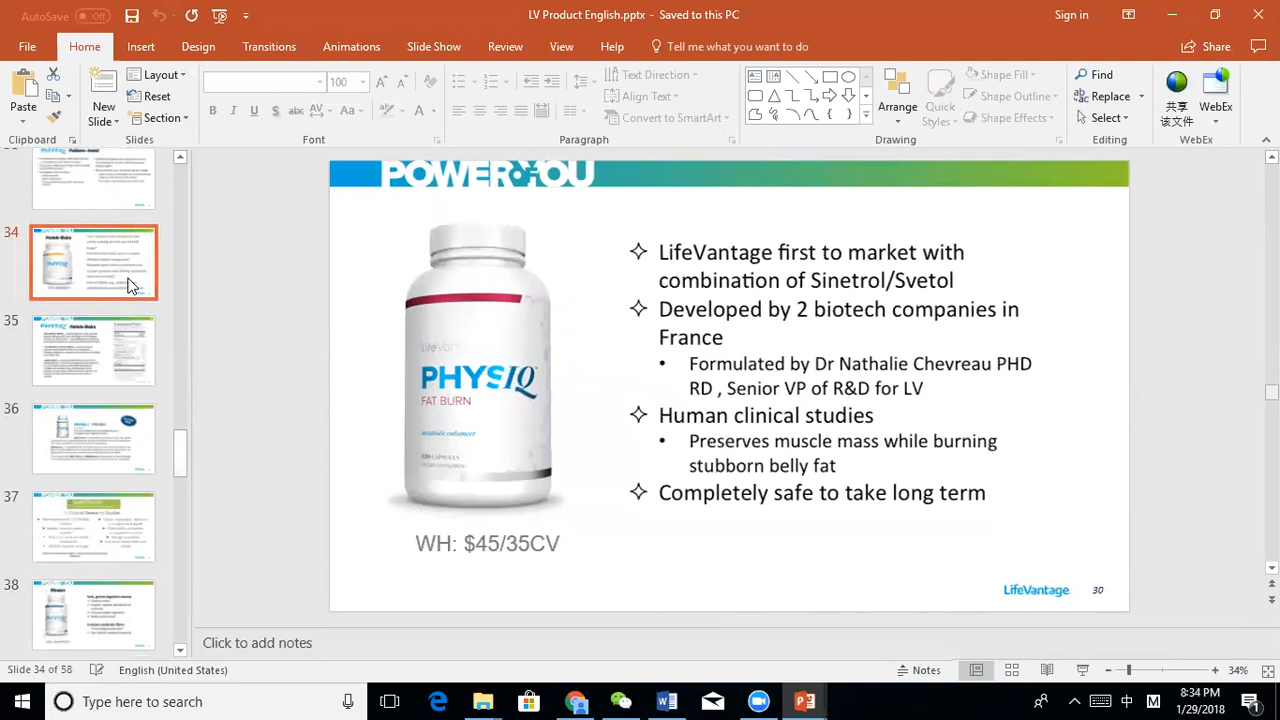 AutoSave
Off
LV Product English.pptx — Saved to this PC
Sign in
File
Home
Insert
Design
Transitions
Animations
Slide Show
Review
View
Help
Tell me what you want to do
Share
Paste
New
Slide
Layout
Reset
Section
100
Text Direction
Align Text
Convert to SmartArt
Arrange
Quick
Styles
Shape Fill
Shape Outline
Shape Effects
Find
Replace
Select
共享
该文件
WebEx
Clipboard
Slides
Font
Paragraph
Drawing
Editing
WebEx
34
35
36
37
38
PHYSIQ
POWER OF YOU
PHYSIQ
FAT BURN
metabolic enhancer
WH: $45/35CV
LifeVantage first to market with
combination of Sinetrol/Svetol
Developed by 2 biotech companies in
France
Formulated by Dr Nathalie Chevreau PHD
RD , Senior VP of R&D for LV
Human clinical studies
Preserves muscle mass while burning
stubborn belly fat
Completely safe to take long term
LifeVantage 30
Click to add notes
Slide 34 of 58
English (United States)
Notes
34%
Type here to search
中
M
8:34 PM
1/29/2018